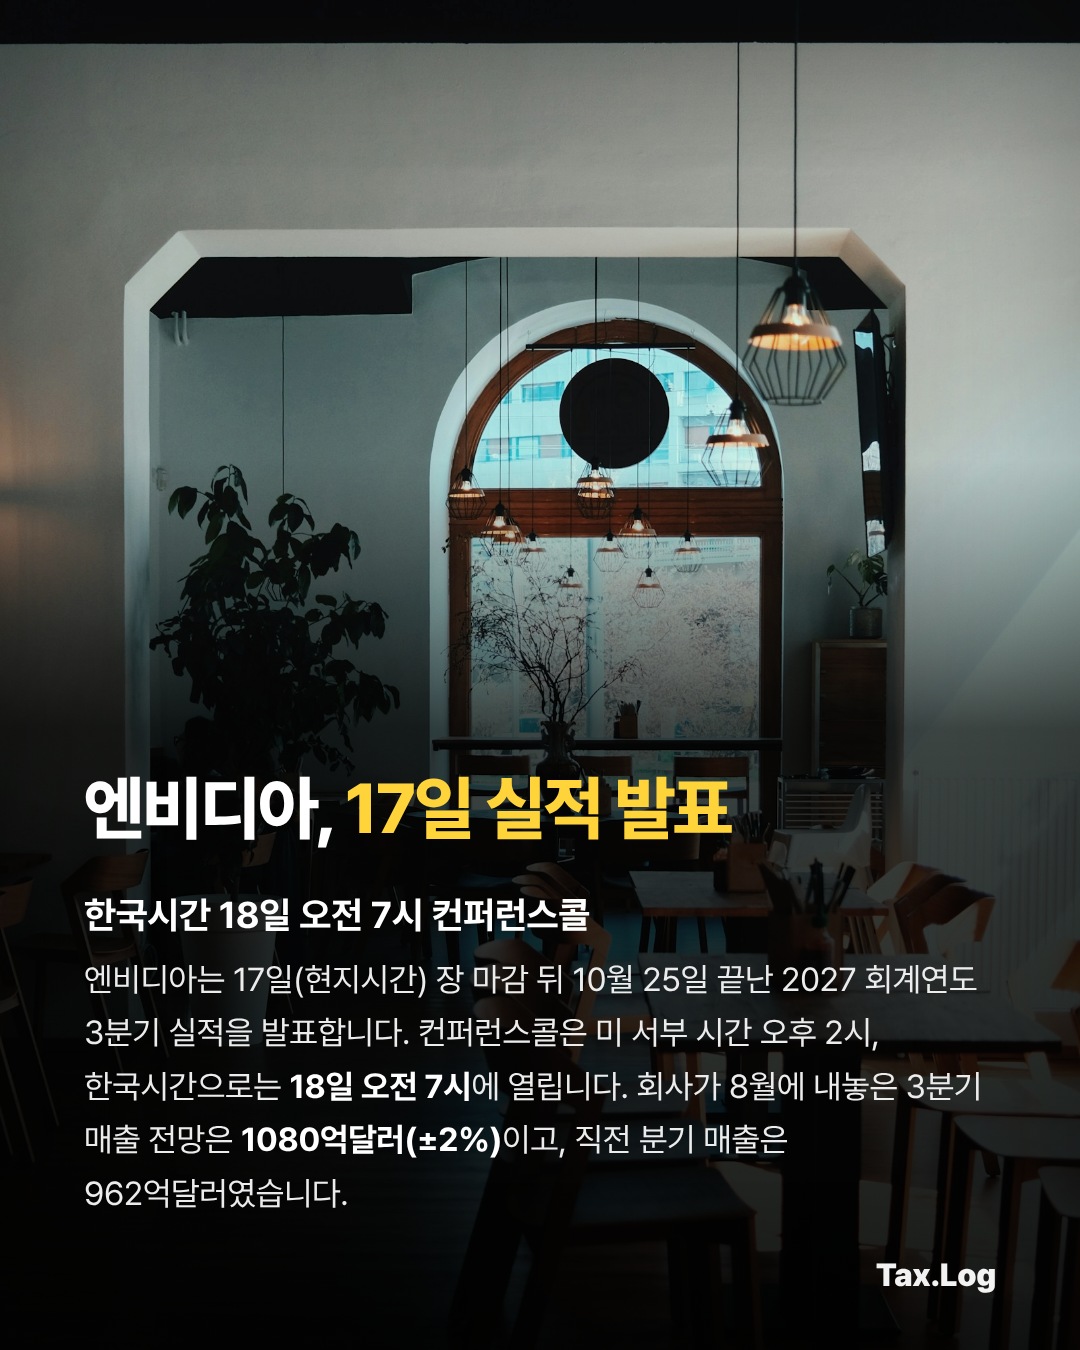 엔비디아, 17일 실적 발표
한국시간 18일 오전 7시 컨퍼런스콜
엔비디아는 17일(현지시간) 장 마감 뒤 10월 25일 끝난 2027 회계연도
3분기 실적을 발표합니다. 컨퍼런스콜은 미 서부 시간 오후 2시,
한국시간으로는 18일 오전 7시에 열립니다. 회사가 8월에 내놓은 3분기
매출 전망은 1080억달러(±2%)이고, 직전 분기 매출은
962억달러였습니다.
Tax.Log